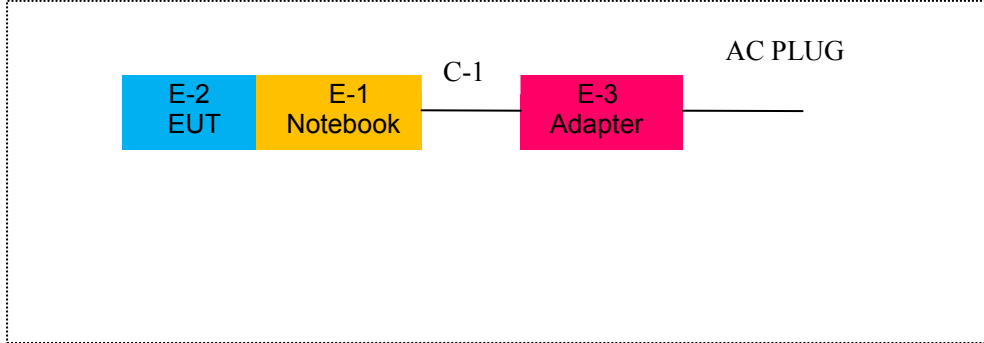 AC PLUG
C-1
E-2
EUT
E-1
Notebook
E-3
Adapter